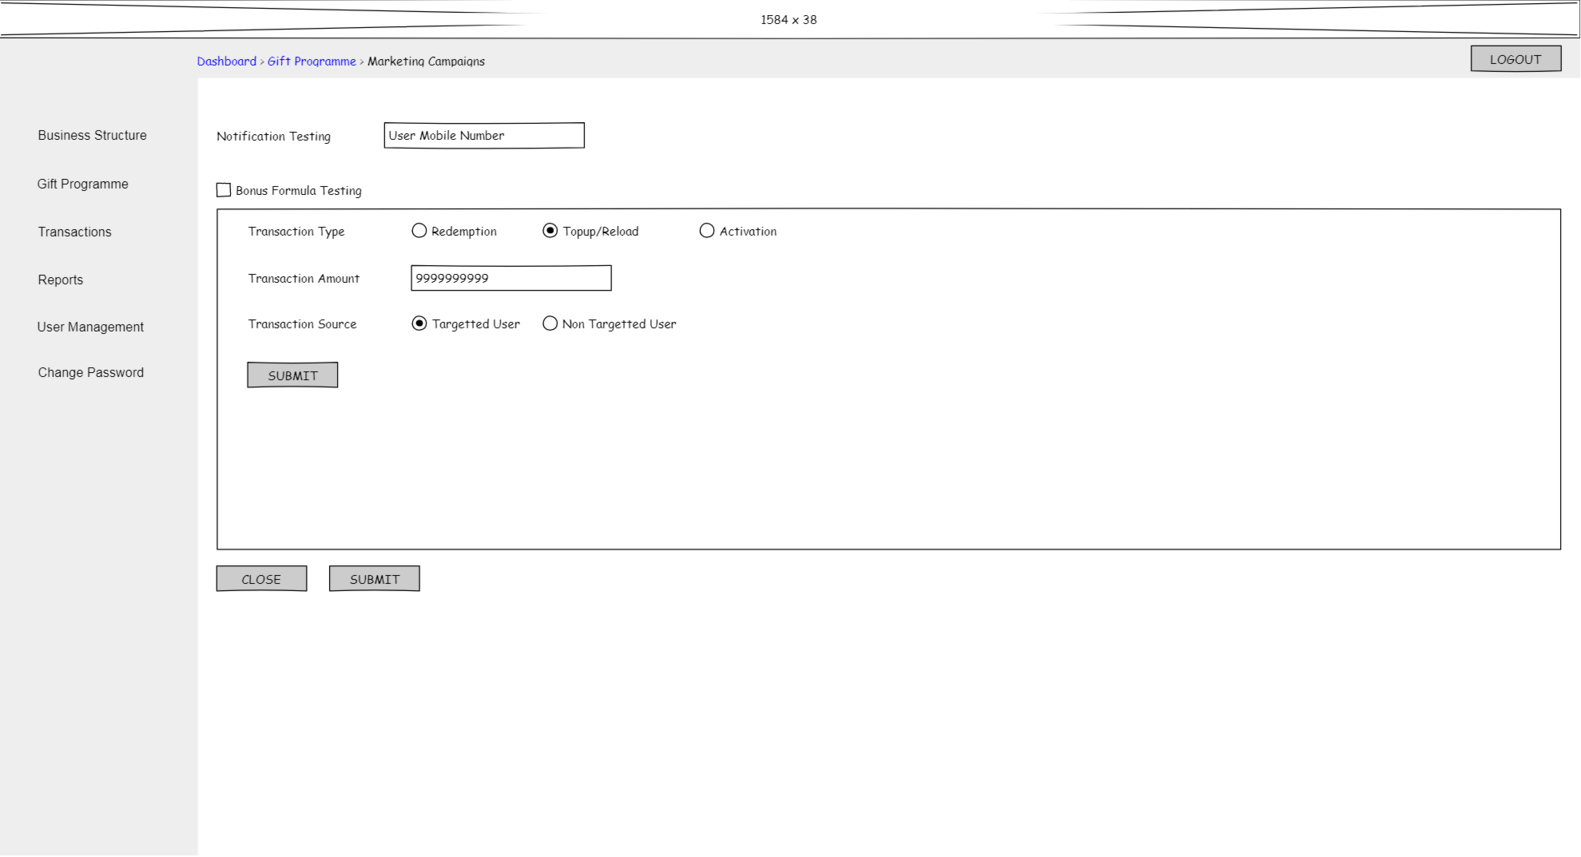 1584 x 38
Dashboard > Gift Programme > Marketing Campaigns
LOGOUT
Business Structure
Gift Programme
Transactions
Reports
User Management
Change Password
Notification Testing User Mobile Number
Bonus Formula Testing
Transaction Type Redemption Topup/Reload Activation
Transaction Amount 9999999999
Transaction Source Targetted User Non Targetted User
SUBMIT
CLOSE SUBMIT